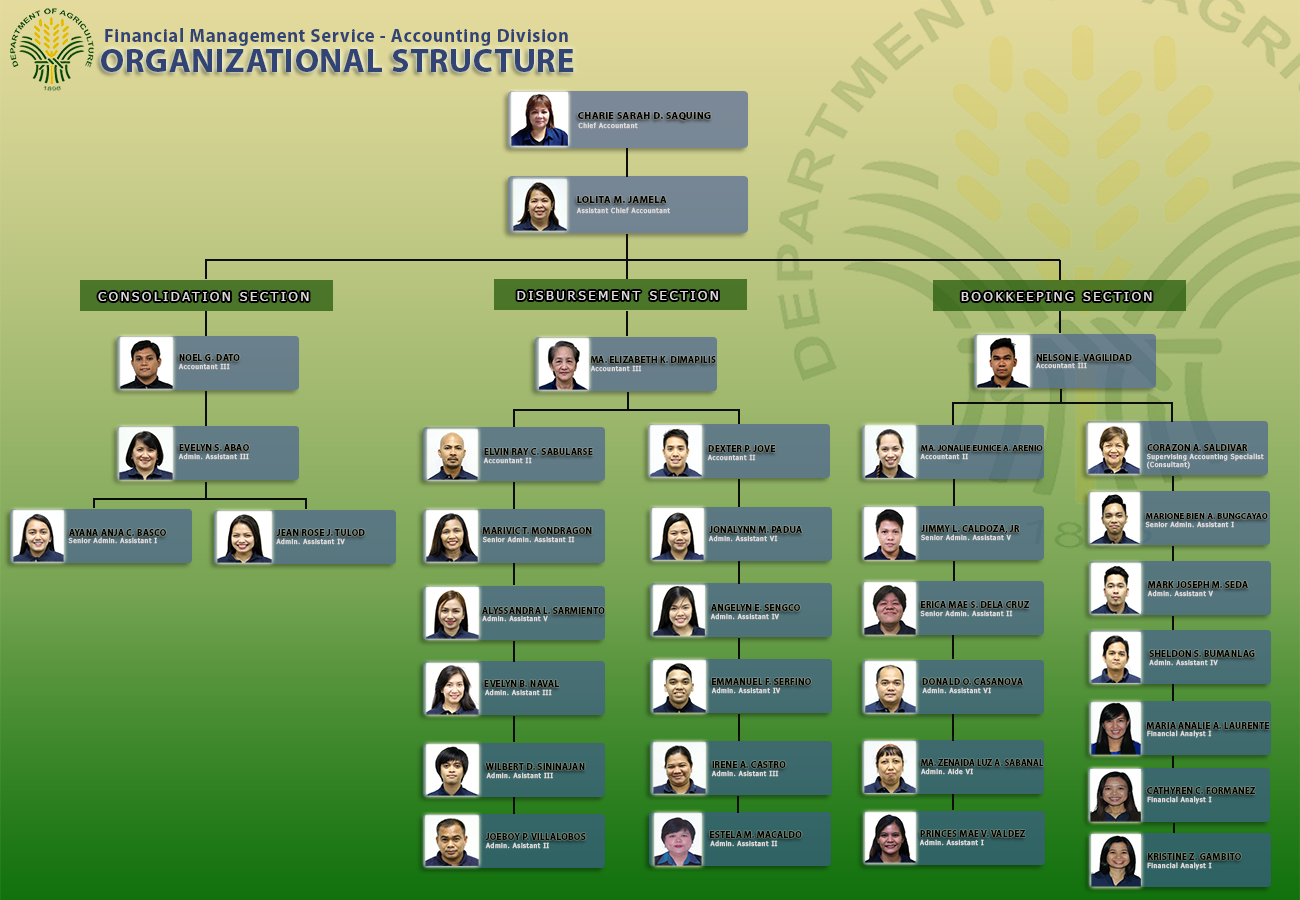 DEPARTMENT OF AGRICULTURE
1898
Financial Management Service - Accounting Division
ORGANIZATIONAL STRUCTURE
CHARIE SARAH D. SAQUING
Chief Accountant
LOLITA M. JAMELA
Assistant Chief Accountant
CONSOLIDATION SECTION
NOEL G. DATO
Accountant III
EVELYN S. ABAO
Admin. Assistant III
AYANA ANJA C. BASCO
Senior Admin. Assistant I
JEAN ROSE J. TULOD
Admin. Assistant IV
DISBURSEMENT SECTION
MA. ELIZABETH K. DIMAPILIS
Accountant III
ELVIN RAY C. SABULARSE
Accountant II
MARIVIC T. MONDRAGON
Senior Admin. Assistant II
ALYSSANDRA L. SARMIENTO
Admin. Assistant V
EVELYN B. NAVAL
Admin. Asistant III
WILBERT D. SININAJAN
Admin. Asistant III
JOEBOY P. VILLALOBOS
Admin. Asistant II
DEXTER P. JOVE
Accountant II
JONALYNN M. PADUA
Admin. Assistant VI
ANGELYN E. SENGCO
Admin. Assistant IV
EMMANUEL F. SERFINO
Admin. Assistant IV
IRENE A. CASTRO
Admin. Asistant III
ESTELA M. MACALDO
Admin. Assistant II
BOOKKEEPING SECTION
NELSON E. VAGILIDAD
Accountant III
MA. JONALIE EUNICE A. ARENIO
Accountant II
JIMMY L. CALDOZA, JR
Senior Admin. Assistant V
ERICA MAE S. DELA CRUZ
Senior Admin. Assistant II
DONALD O. CASANOVA
Admin. Assistant VI
MA. ZENAIDA LUZ A. SABANAL
Admin. Aide VI
PRINCES MAE V. VALDEZ
Admin. Assistant I
CORAZON A. SALDIVAR
Supervising Accounting Specialist
(Consultant)
MARIONE BIEN A. BUNGCAYAO
Senior Admin. Assistant I
MARK JOSEPH M. SEDA
Admin. Assistant V
SHELDON S. BUMANLAG
Admin. Assistant IV
MARIA ANALIE A. LAURENTE
Financial Analyst I
CATHYREN C. FORMANEZ
Financial Analyst I
KRISTINE Z. GAMBITO
Financial Analyst I